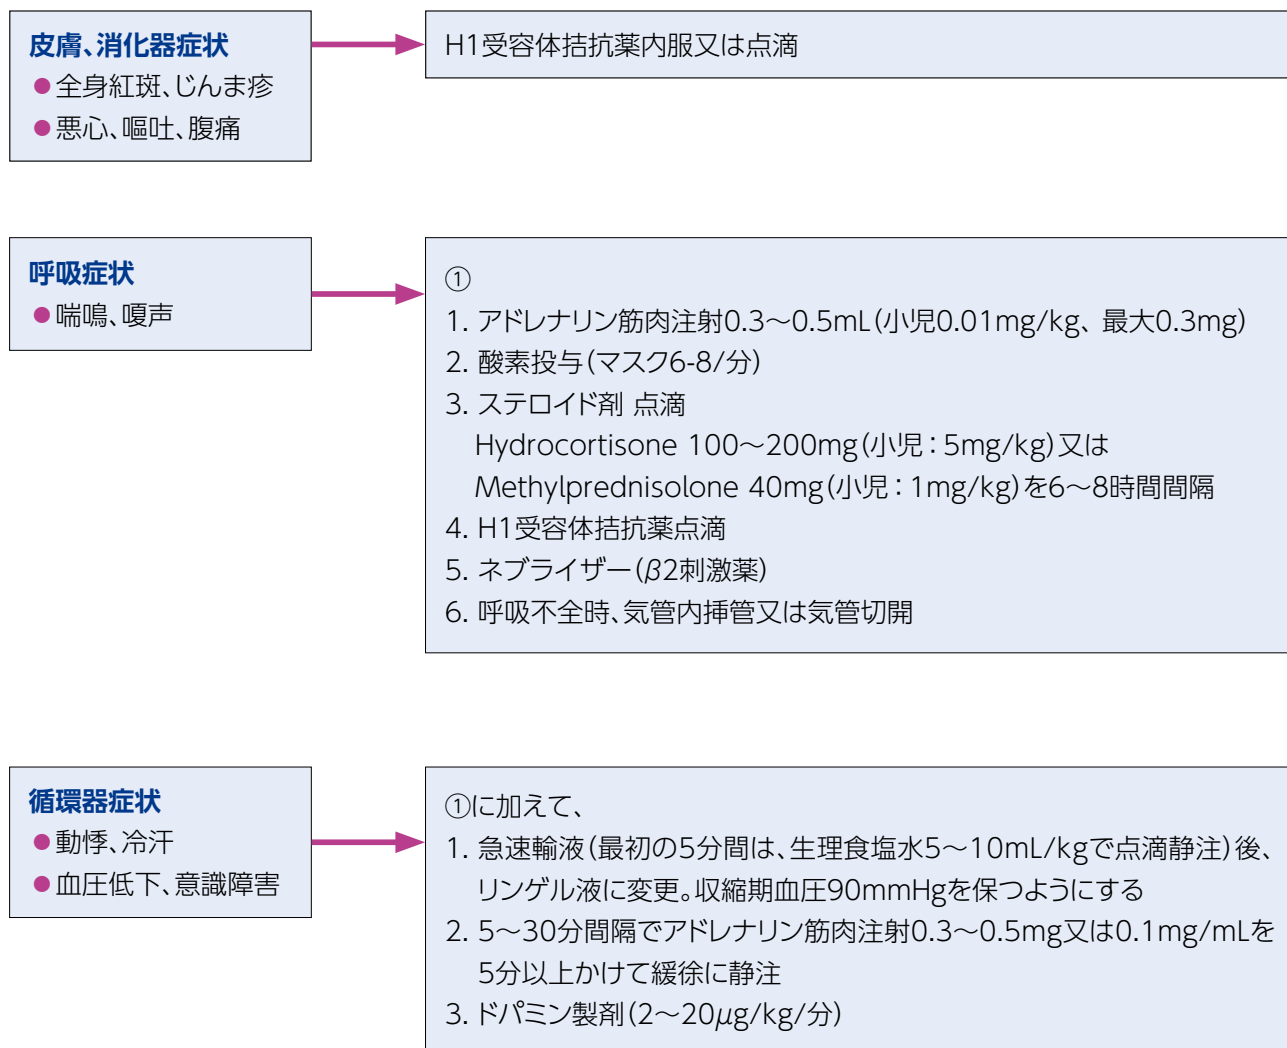 皮膚、消化器症状
●全身紅斑、じんま疹
●悪心、嘔吐、腹痛
H1受容体拮抗薬内服又は点滴
呼吸症状
●喘鳴、嗄声
①
1. アドレナリン筋肉注射0.3〜0.5mL(小児0.01mg/kg、最大0.3mg)
2. 酸素投与(マスク6-8/分)
3. ステロイド剤 点滴
Hydrocortisone 100〜200mg(小児：5mg/kg)又は
Methylprednisolone 40mg(小児：1mg/kg)を6〜8時間間隔
4. H1受容体拮抗薬点滴
5. ネブライザー(β2刺激薬)
6. 呼吸不全時、気管内挿管又は気管切開
循環器症状
●動悸、冷汗
●血圧低下、意識障害
①に加えて、
1. 急速輸液(最初の5分間は、生理食塩水5〜10mL/kgで点滴静注)後、
リンゲル液に変更。収縮期血圧90mmHgを保つようにする
2. 5〜30分間隔でアドレナリン筋肉注射0.3〜0.5mg又は0.1mg/mLを
5分以上かけて緩徐に静注
3. ドパミン製剤(2〜20μg/kg/分)